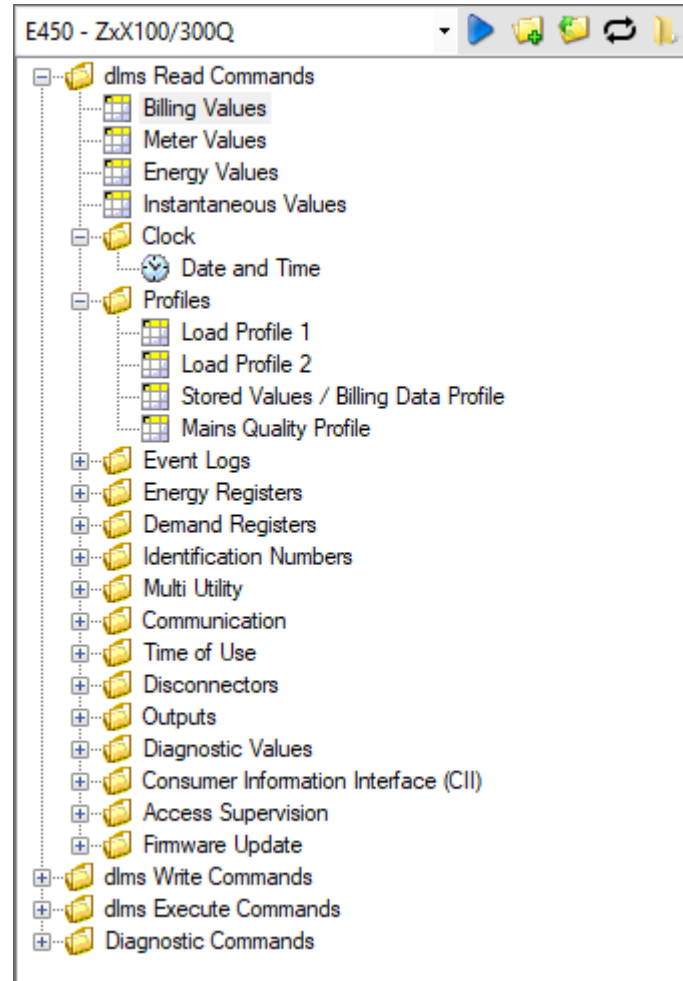 E450 - ZxX100/300Q
dlms Read Commands
Billing Values
Meter Values
Energy Values
Instantaneous Values
Clock
Date and Time
Profiles
Load Profile 1
Load Profile 2
Stored Values / Billing Data Profile
Mains Quality Profile
Event Logs
Energy Registers
Demand Registers
Identification Numbers
Multi Utility
Communication
Time of Use
Disconnectors
Outputs
Diagnostic Values
Consumer Information Interface (CII)
Access Supervision
Firmware Update
dlms Write Commands
dlms Execute Commands
Diagnostic Commands